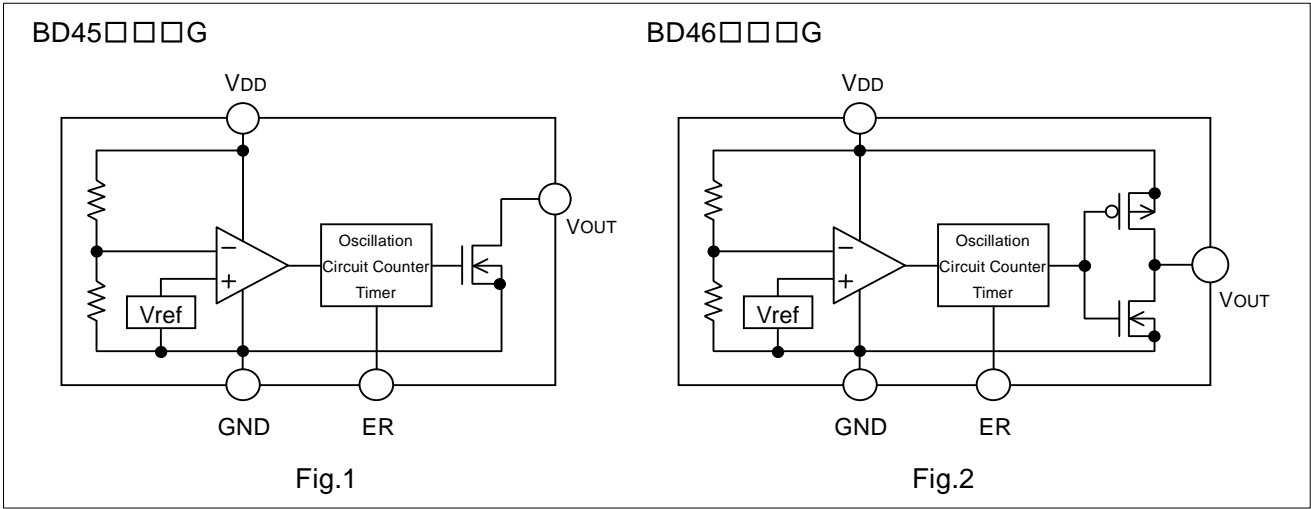 BD45□□□G
VDD
VOUT
−
+
Oscillation
Circuit Counter
Timer
Vref
GND
ER
Fig.1
BD46□□□G
VDD
−
+
Oscillation
Circuit Counter
Timer
Vref
VOUT
GND
ER
Fig.2